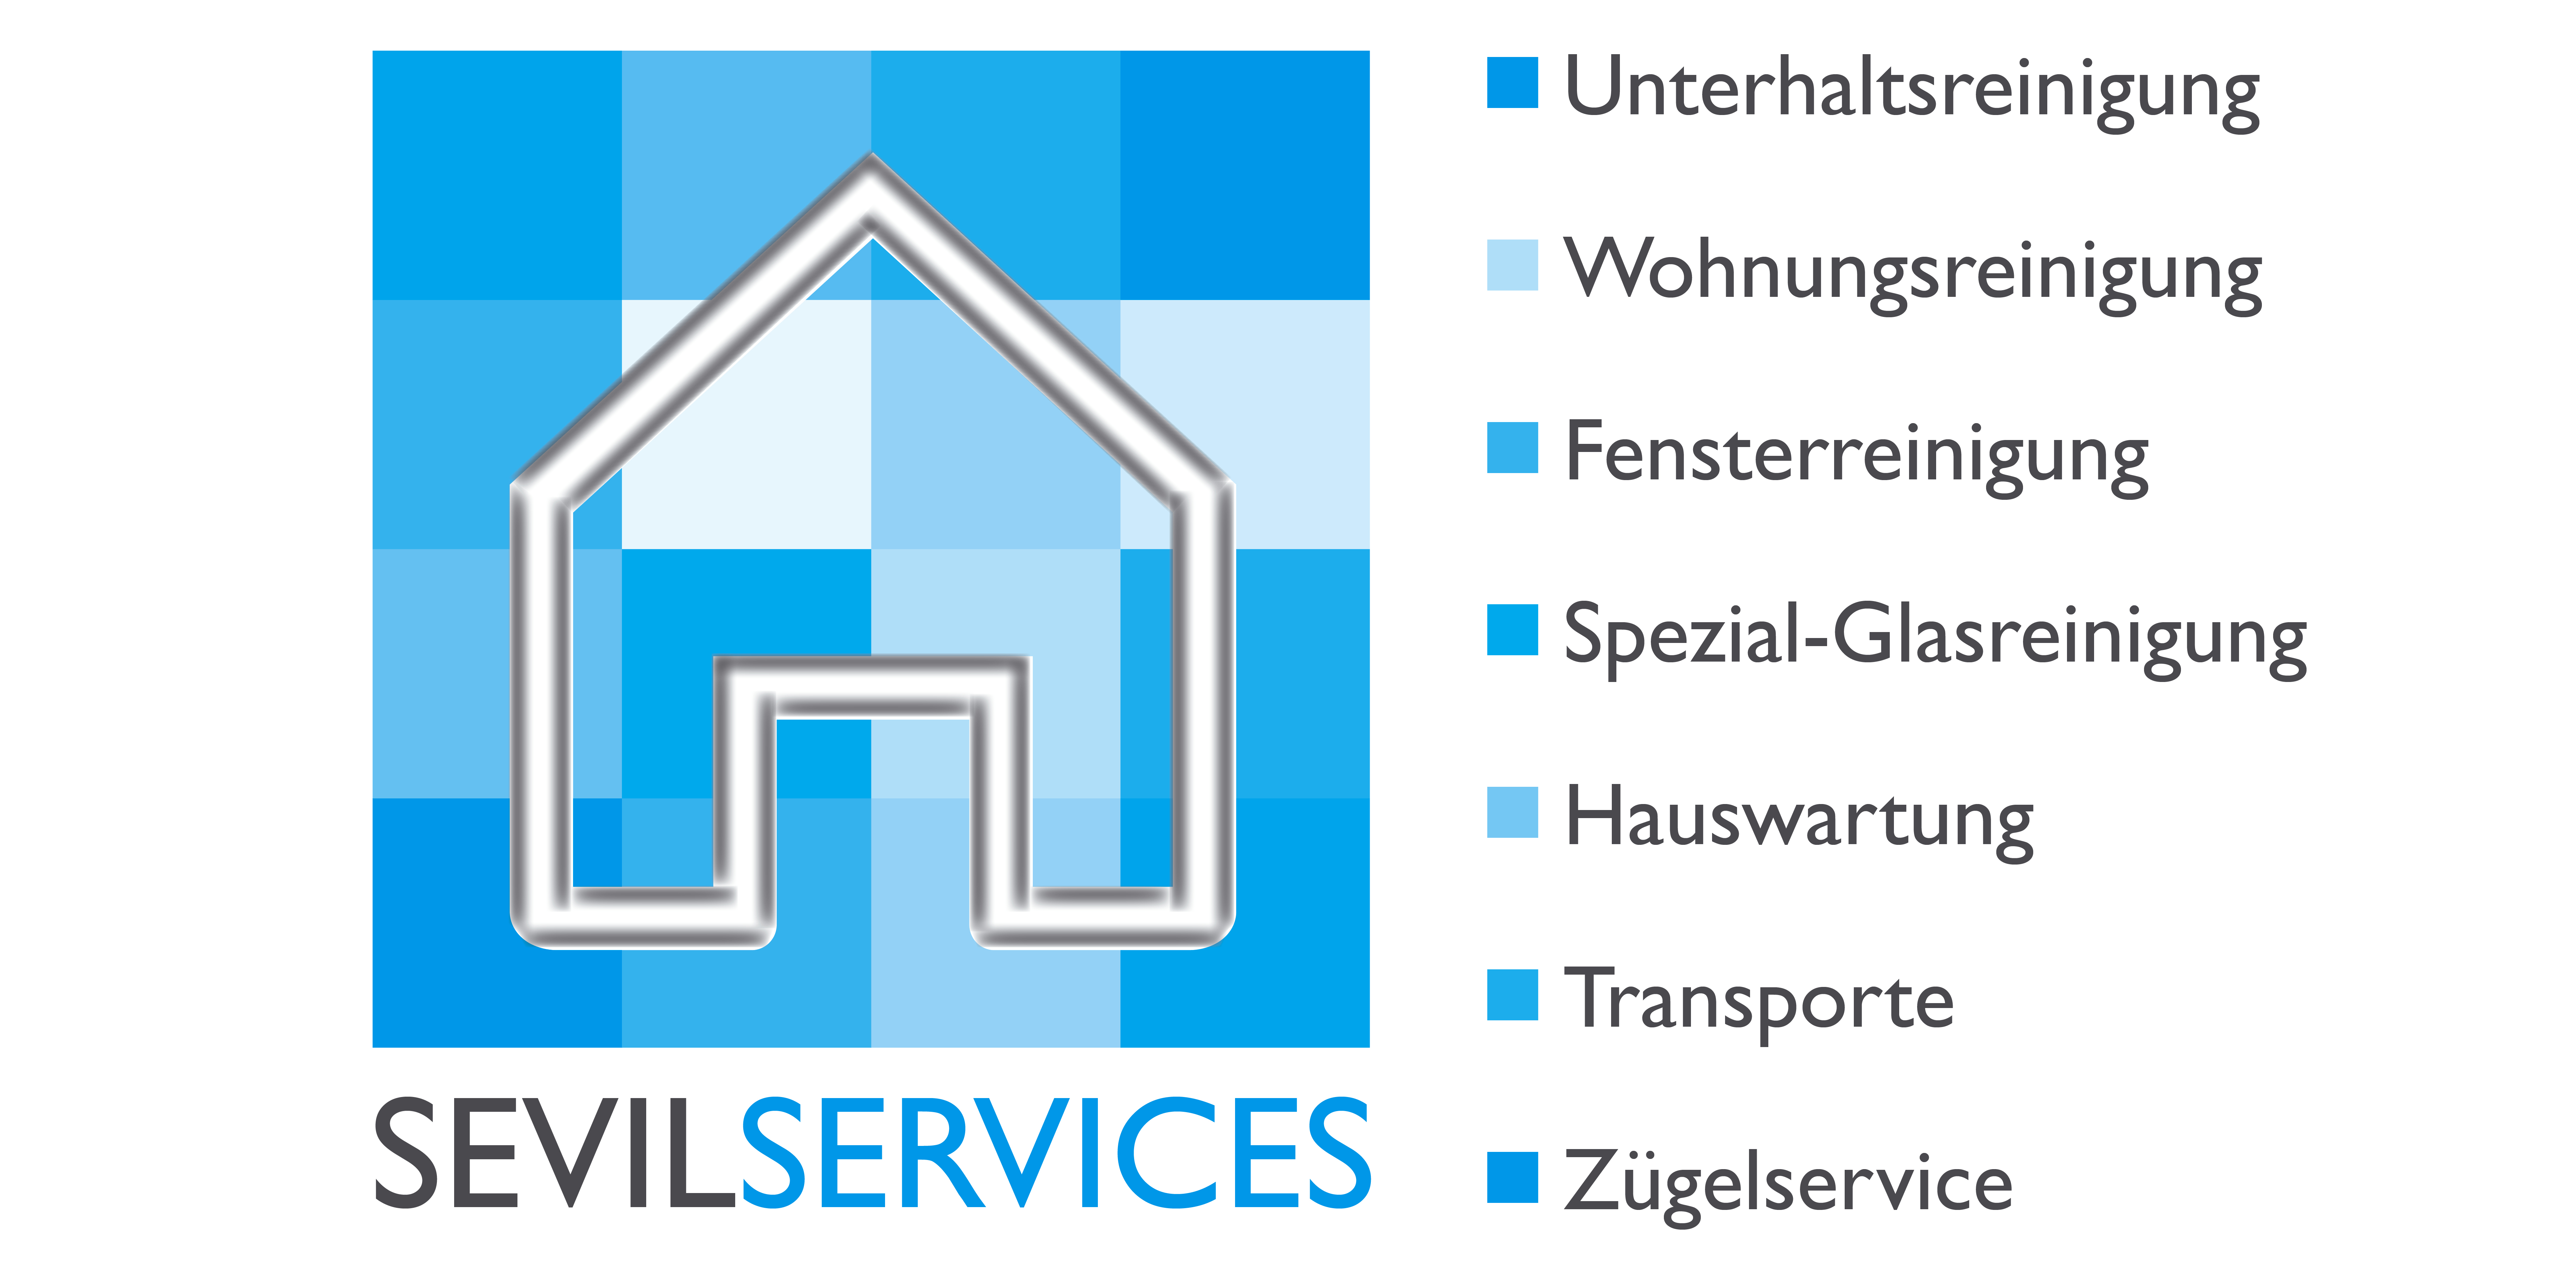 SEVILSERVICES
Unterhaltsreinigung
Wohnungsreinigung
Fensterreinigung
Spezial-Glasreinigung
Hauswartung
Transporte
Zügelservice